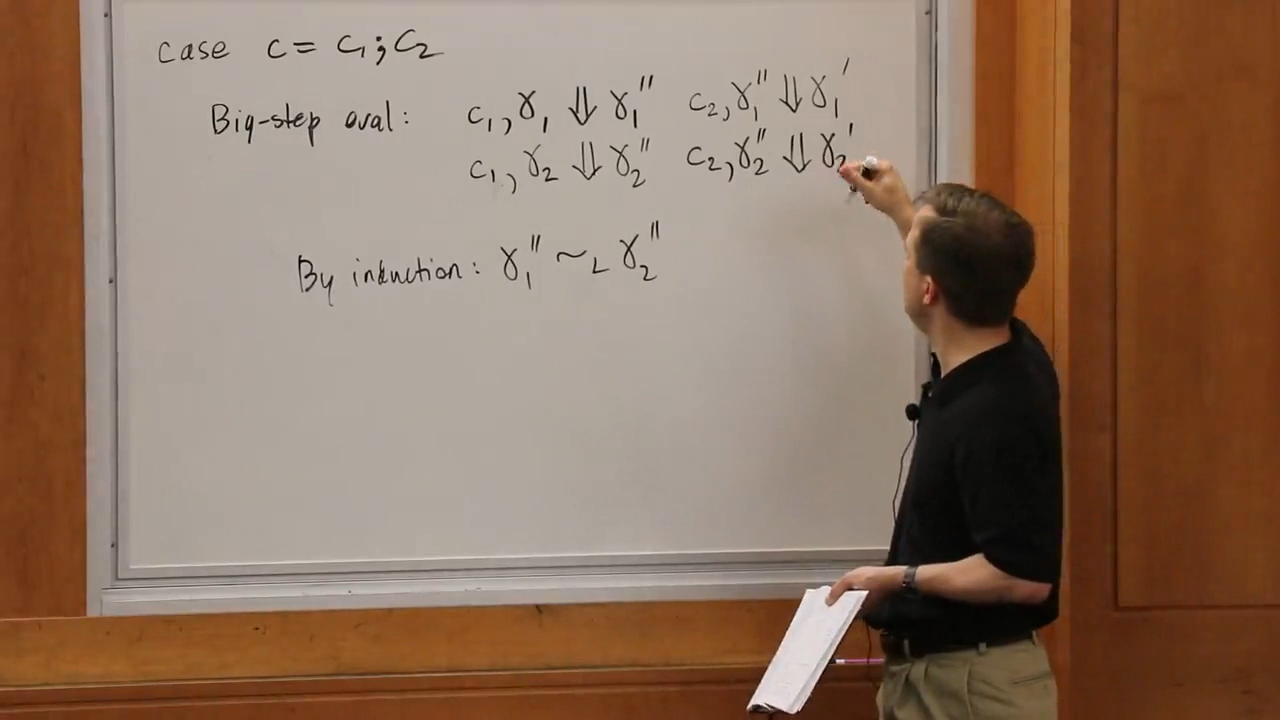 case c = c₁; c₂
Big-step eval: c₁, γ₁ ⇓ γ₁'' c₂, γ₁'' ⇓ γ₁'
c₁, γ₂ ⇓ γ₂'' c₂, γ₂'' ⇓ γ₂'
By induction: γ₁'' ~L γ₂''